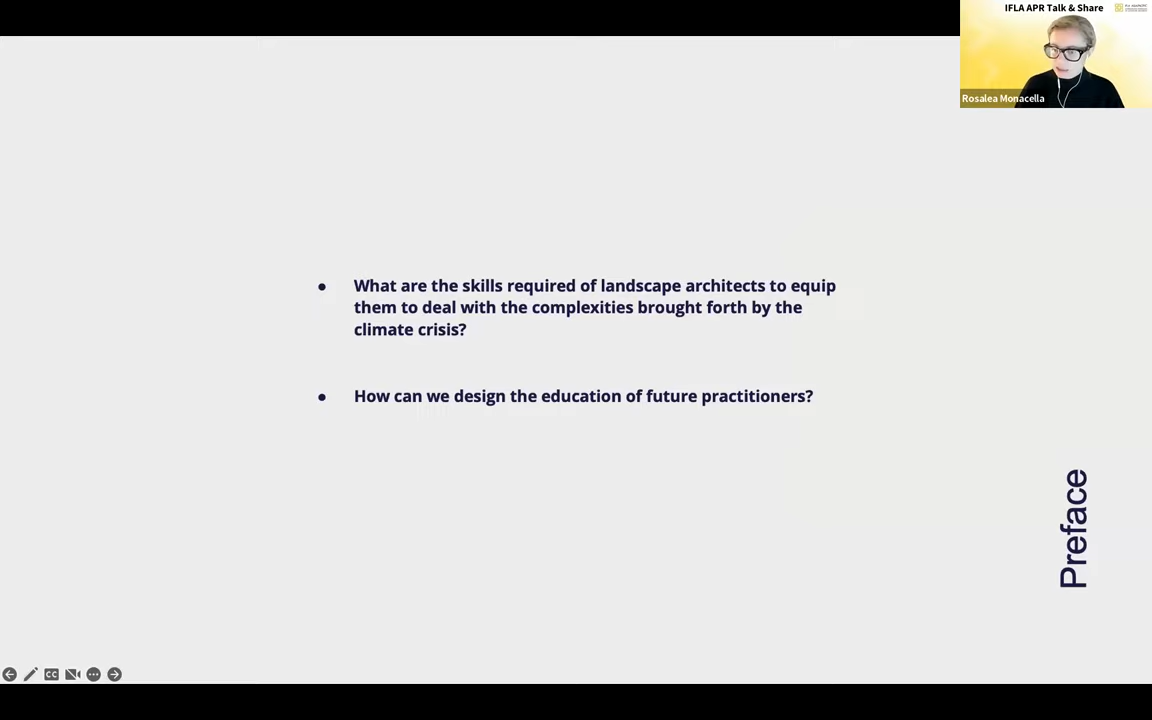 IFLA APR Talk & Share
Rosalea Monacella
● What are the skills required of landscape architects to equip
them to deal with the complexities brought forth by the
climate crisis?
● How can we design the education of future practitioners?
Preface
CC